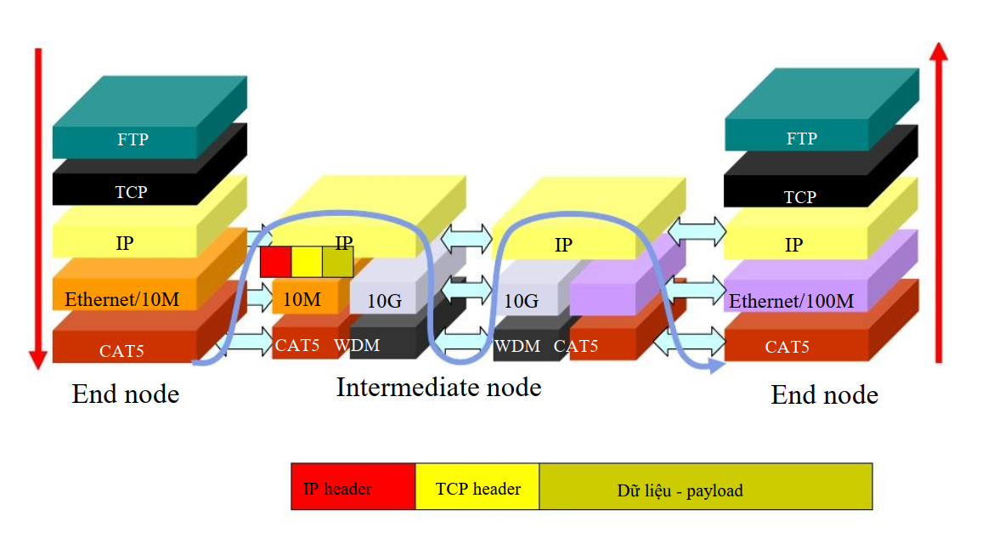 FTP
TCP
IP
Ethernet/10M
CAT5
End node
IP
10M
10G
CAT5
WDM
Intermediate node
IP
10G
WDM
CAT5
FTP
TCP
IP
Ethernet/100M
CAT5
End node
IP header
TCP header
Dữ liệu - payload